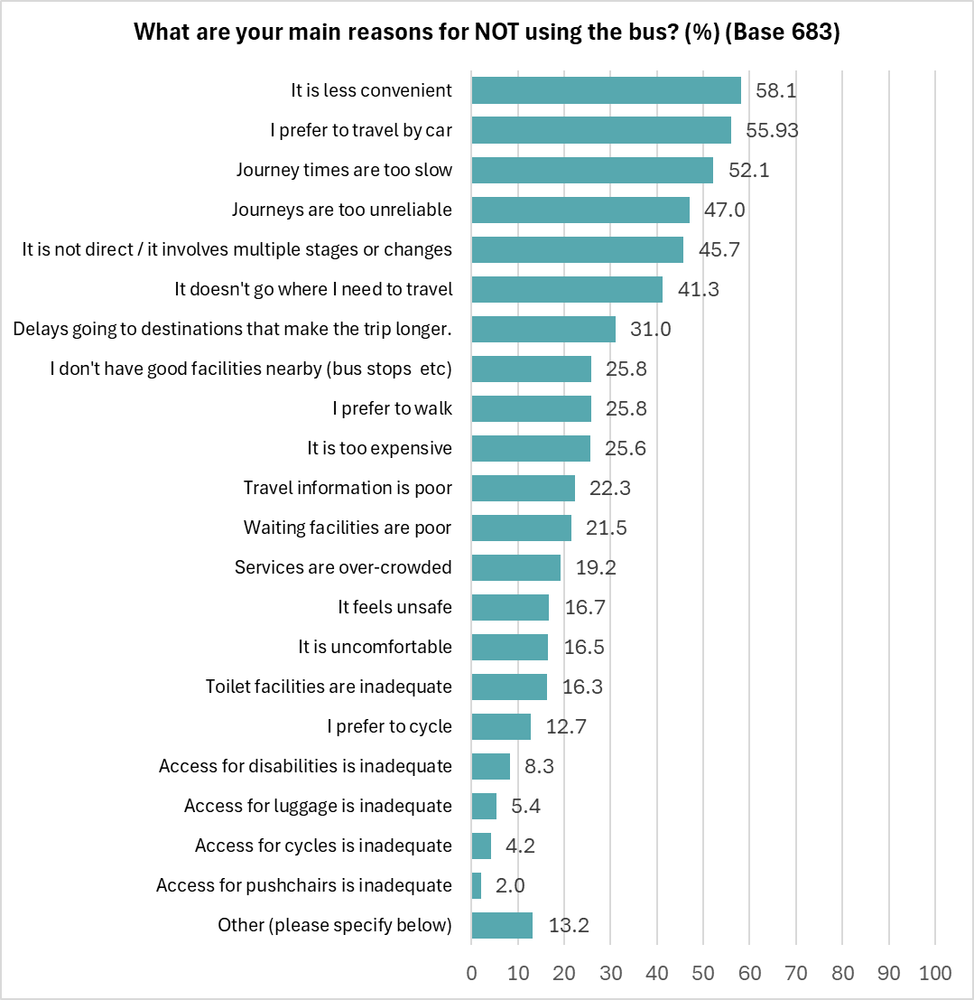 What are your main reasons for NOT using the bus? (%) (Base 683)
It is less convenient 58.1
I prefer to travel by car 55.93
Journey times are too slow 52.1
Journeys are too unreliable 47.0
It is not direct / it involves multiple stages or changes 45.7
It doesn't go where I need to travel 41.3
Delays going to destinations that make the trip longer. 31.0
I don't have good facilities nearby (bus stops  etc) 25.8
I prefer to walk 25.8
It is too expensive 25.6
Travel information is poor 22.3
Waiting facilities are poor 21.5
Services are over-crowded 19.2
It feels unsafe 16.7
It is uncomfortable 16.5
Toilet facilities are inadequate 16.3
I prefer to cycle 12.7
Access for disabilities is inadequate 8.3
Access for luggage is inadequate 5.4
Access for cycles is inadequate 4.2
Access for pushchairs is inadequate 2.0
Other (please specify below) 13.2
0 10 20 30 40 50 60 70 80 90 100